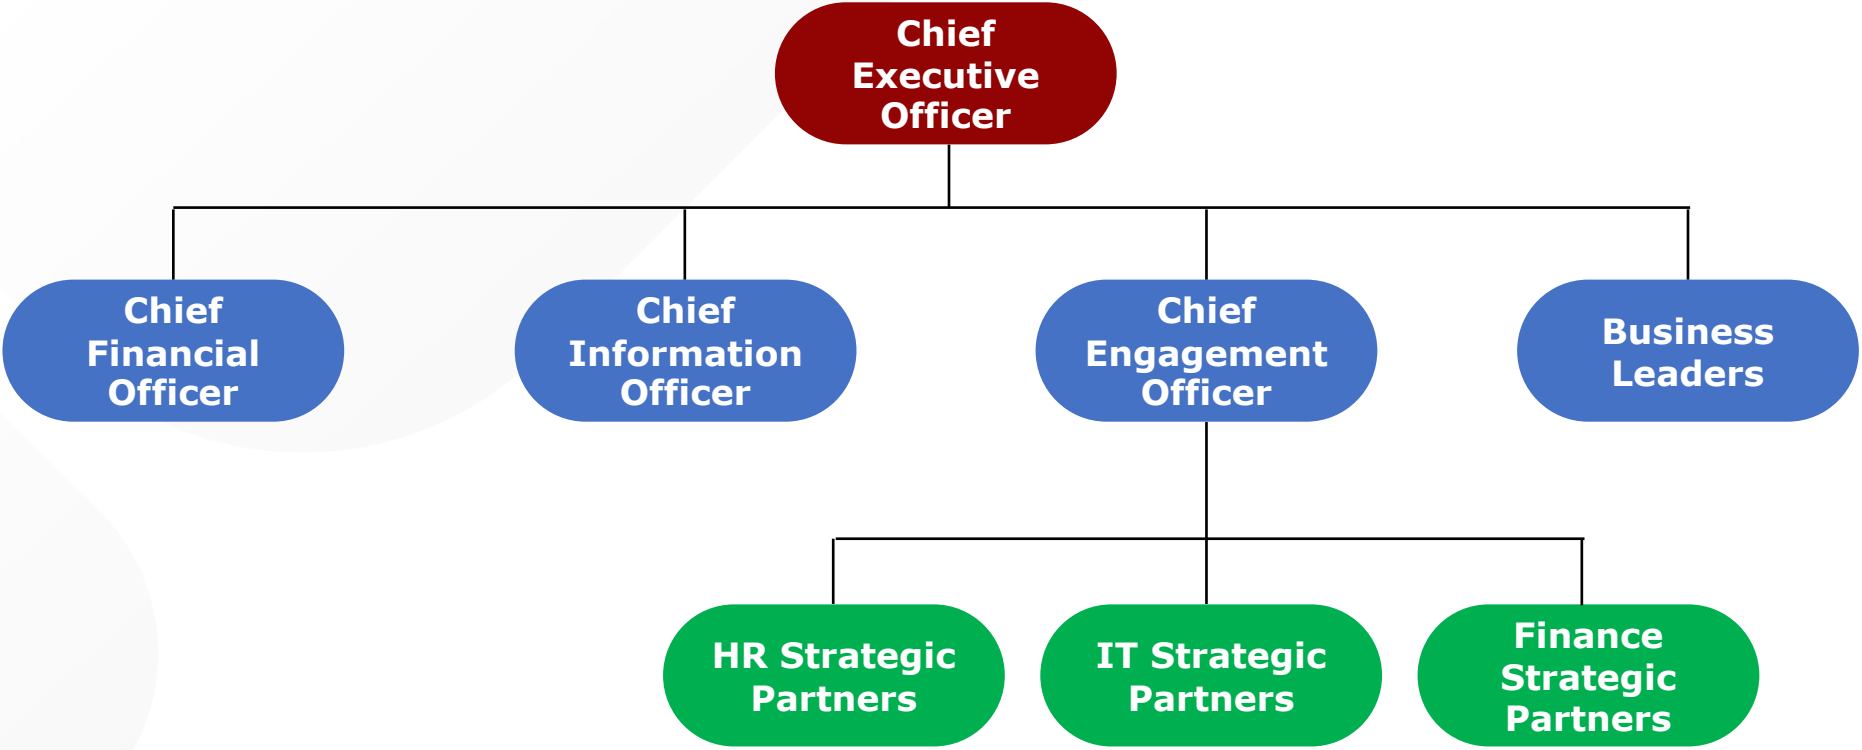 Chief
Executive
Officer
Chief
Financial
Officer
Chief
Information
Officer
Chief
Engagement
Officer
Business
Leaders
HR Strategic
Partners
IT Strategic
Partners
Finance
Strategic
Partners